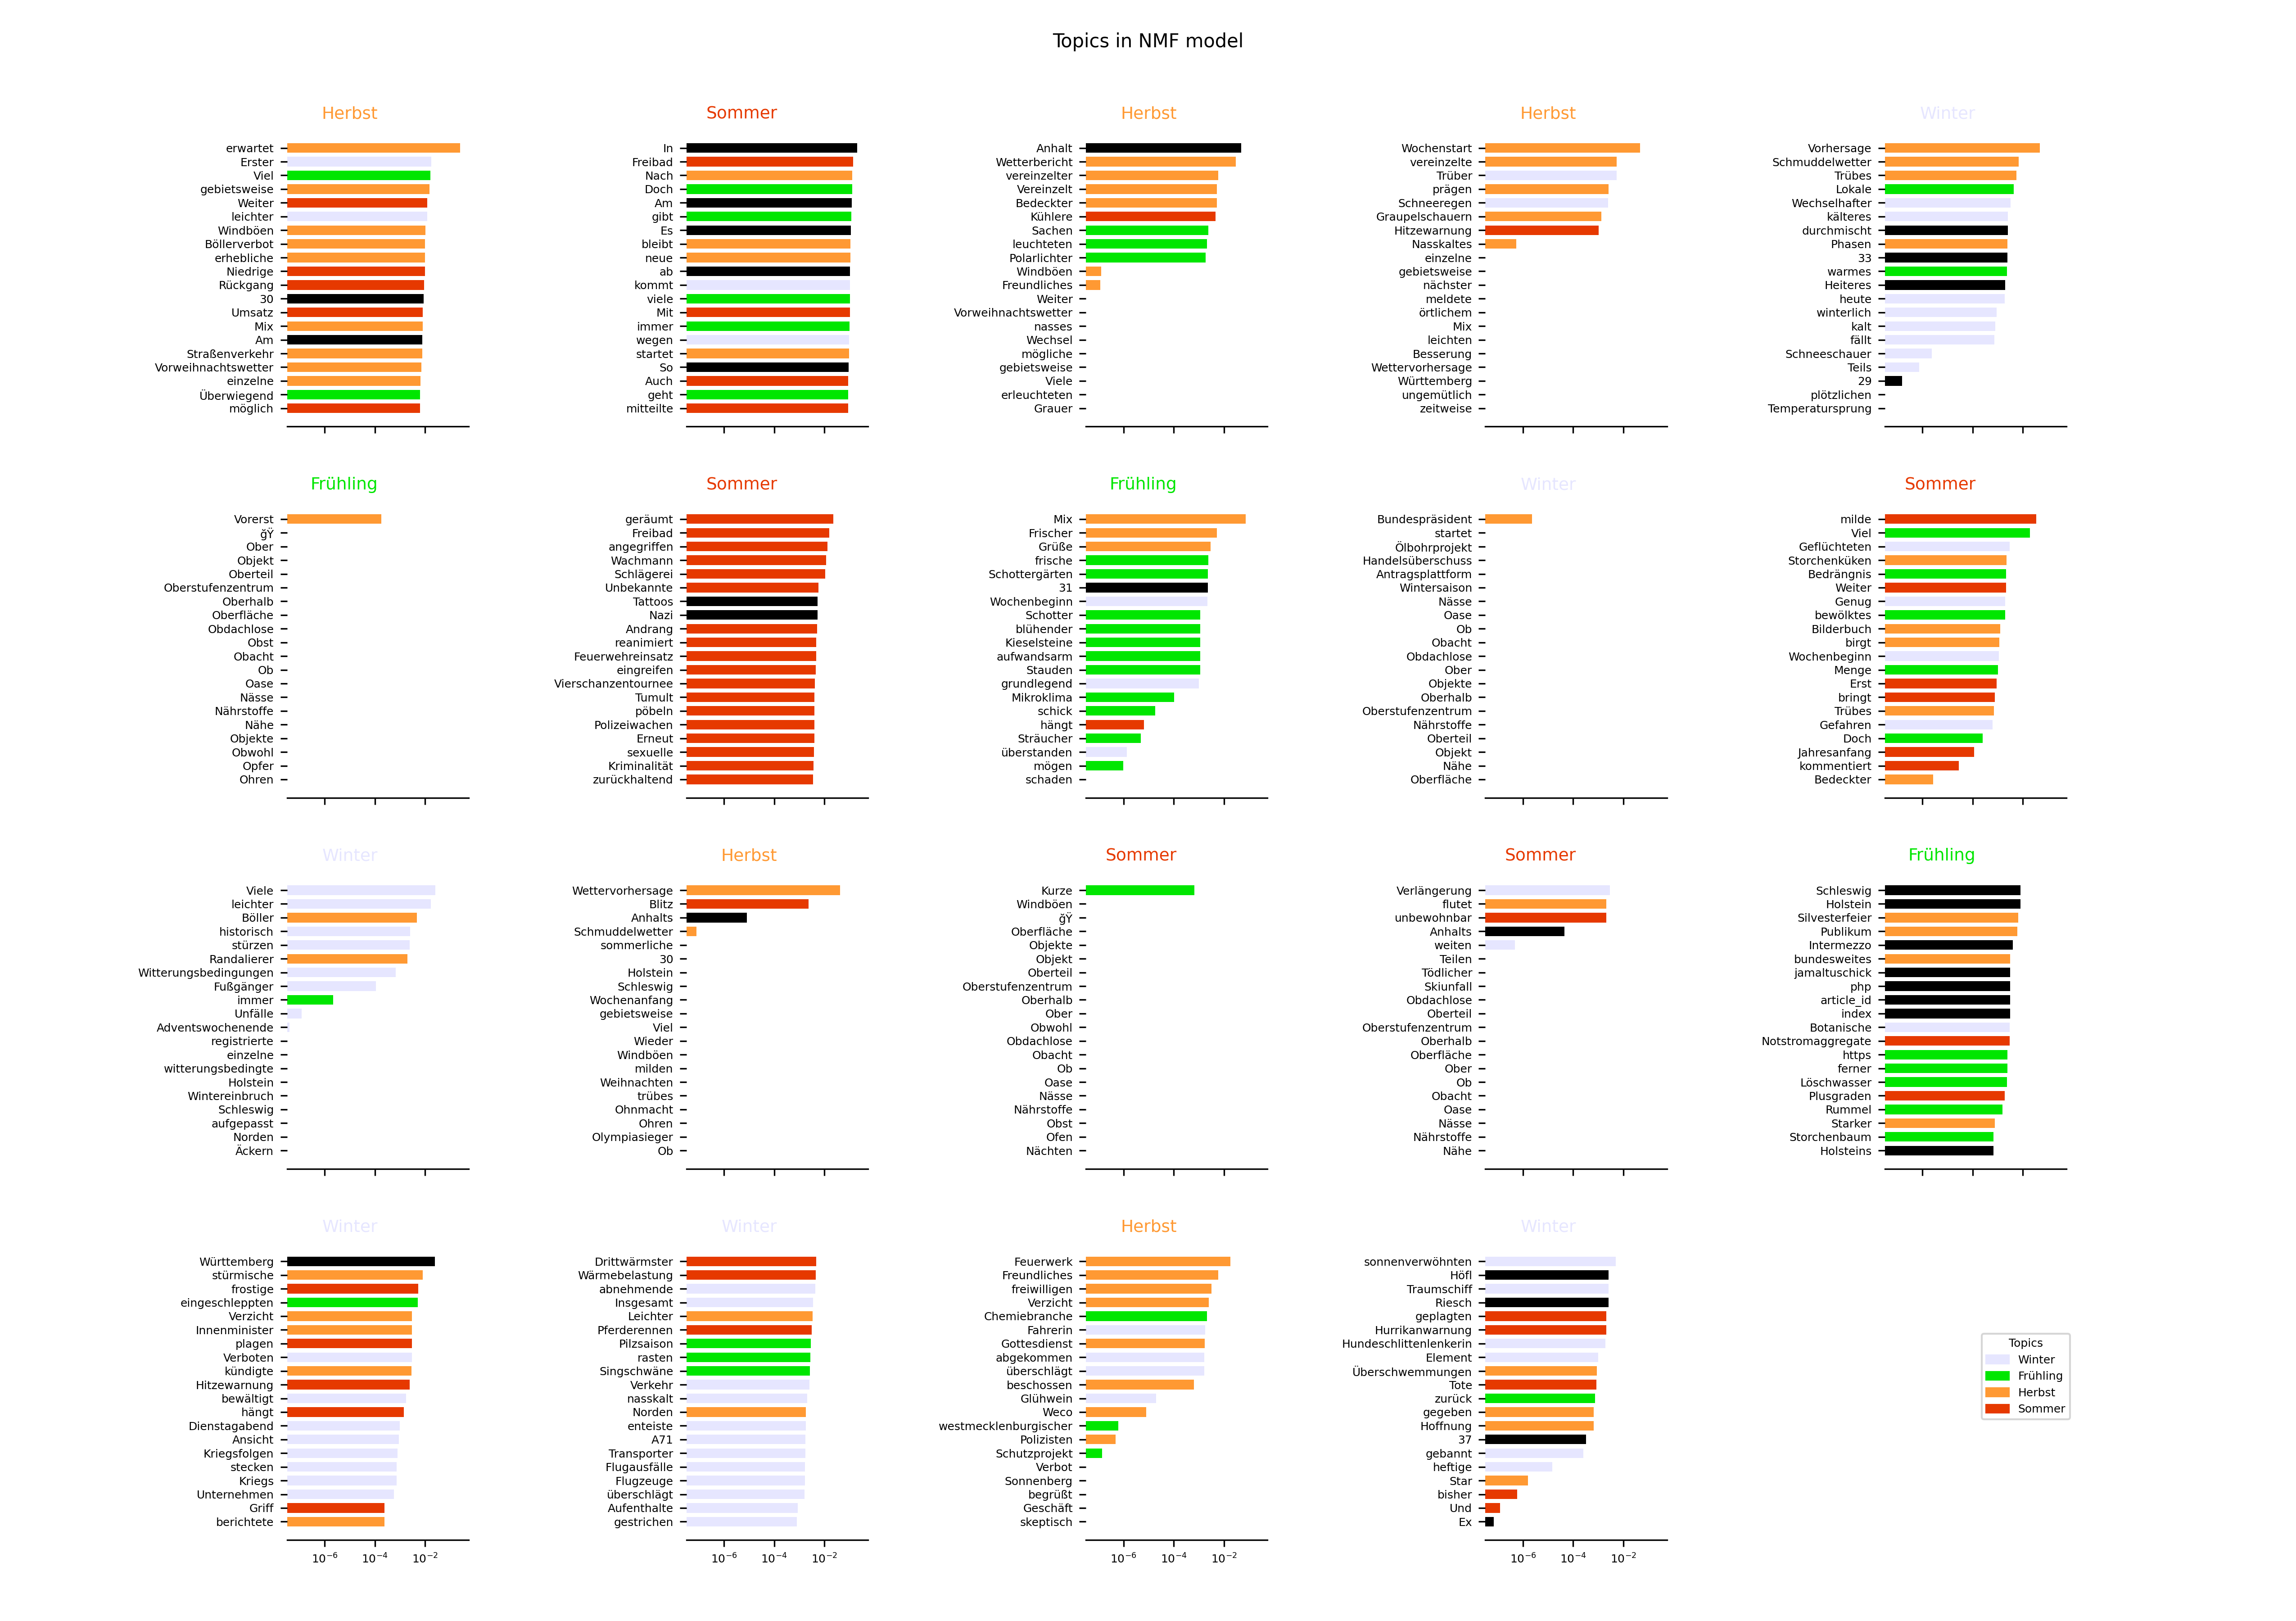 Topics in NMF model
Herbst
erwartet
Erster
Viel
gebietsweise
Weiter
leichter
Windböen
Böllerverbot
erhebliche
Niedrige
Rückgang
30
Umsatz
Mix
Am
Straßenverkehr
Vorweihnachtswetter
einzelne
Überwiegend
möglich
Sommer
In
Freibad
Nach
Doch
Am
gibt
Es
bleibt
neue
ab
kommt
viele
Mit
immer
wegen
startet
So
Auch
geht
mitteilte
Herbst
Anhalt
Wetterbericht
vereinzelter
Vereinzelt
Bedeckter
Kühlere
Sachen
leuchteten
Polarlichter
Windböen
Freundliches
Weiter
Vorweihnachtswetter
nasses
Wechsel
mögliche
gebietsweise
Viele
erleuchteten
Grauer
Herbst
Wochenstart
vereinzelte
Trüber
prägen
Schneeregen
Graupelschauern
Hitzewarnung
Nasskaltes
einzelne
gebietsweise
nächster
meldete
örtlichem
Mix
leichten
Besserung
Wettervorhersage
Württemberg
ungemütlich
zeitweise
Winter
Vorhersage
Schmuddelwetter
Trübes
Lokale
Wechselhafter
kälteres
durchmischt
Phasen
33
warmes
Heiteres
heute
winterlich
kalt
fällt
Schneeschauer
Teils
29
plötzlichen
Temperatursprung
Frühling
Vorerst
ğŸ
Ober
Objekt
Oberteil
Oberstufenzentrum
Oberhalb
Oberfläche
Obdachlose
Obst
Obacht
Ob
Oase
Nässe
Nährstoffe
Nähe
Objekte
Obwohl
Opfer
Ohren
Sommer
geräumt
Freibad
angegriffen
Wachmann
Schlägerei
Unbekannte
Tattoos
Nazi
Andrang
reanimiert
Feuerwehreinsatz
eingreifen
Vierschanzentournee
Tumult
pöbeln
Polizeiwachen
Erneut
sexuelle
Kriminalität
zurückhaltend
Frühling
Mix
Frischer
Grüße
frische
Schottergärten
31
Wochenbeginn
Schotter
blühender
Kieselsteine
aufwandsarm
Stauden
grundlegend
Mikroklima
schick
hängt
Sträucher
überstanden
mögen
schaden
Winter
Bundespräsident
startet
Ölbohrprojekt
Handelsüberschuss
Antragsplattform
Wintersaison
Nässe
Oase
Ob
Obacht
Obdachlose
Ober
Objekte
Oberhalb
Oberstufenzentrum
Nährstoffe
Oberteil
Objekt
Nähe
Oberfläche
Sommer
milde
Viel
Geflüchteten
Storchenküken
Bedrängnis
Weiter
Genug
bewölktes
Bilderbuch
birgt
Wochenbeginn
Menge
Erst
bringt
Trübes
Gefahren
Doch
Jahresanfang
kommentiert
Bedeckter
Winter
Viele
leichter
Böller
historisch
stürzen
Randalierer
Witterungsbedingungen
Fußgänger
immer
Unfälle
Adventswochenende
registrierte
einzelne
witterungsbedingte
Holstein
Wintereinbruch
Schleswig
aufgepasst
Norden
Äckern
Herbst
Wettervorhersage
Blitz
Anhalts
Schmuddelwetter
sommerliche
30
Holstein
Schleswig
Wochenanfang
gebietsweise
Viel
Wieder
Windböen
milden
Weihnachten
trübes
Ohnmacht
Ohren
Olympiasieger
Ob
Sommer
Kurze
Windböen
ğŸ
Oberfläche
Objekte
Objekt
Oberteil
Oberstufenzentrum
Oberhalb
Ober
Obwohl
Obdachlose
Obacht
Ob
Oase
Nässe
Nährstoffe
Obst
Ofen
Nächten
Sommer
Verlängerung
flutet
unbewohnbar
Anhalts
weiten
Teilen
Tödlicher
Skiunfall
Obdachlose
Oberteil
Oberstufenzentrum
Oberhalb
Oberfläche
Ober
Ob
Obacht
Oase
Nässe
Nährstoffe
Nähe
Frühling
Schleswig
Holstein
Silvesterfeier
Publikum
Intermezzo
bundesweites
jamaltuschick
php
article_id
index
Botanische
Notstromaggregate
https
ferner
Löschwasser
Plusgraden
Rummel
Starker
Storchenbaum
Holsteins
Winter
Württemberg
stürmische
frostige
eingeschleppten
Verzicht
Innenminister
plagen
Verboten
kündigte
Hitzewarnung
bewältigt
hängt
Dienstagabend
Ansicht
Kriegsfolgen
stecken
Kriegs
Unternehmen
Griff
berichtete
10⁻⁶ 10⁻⁴ 10⁻²
Winter
Drittwärmster
Wärmebelastung
abnehmende
Insgesamt
Leichter
Pferderennen
Pilzsaison
rasten
Singschwäne
Verkehr
nasskalt
Norden
enteiste
A71
Transporter
Flugausfälle
Flugzeuge
überschlägt
Aufenthalte
gestrichen
10⁻⁶ 10⁻⁴ 10⁻²
Herbst
Feuerwerk
Freundliches
freiwilligen
Verzicht
Chemiebranche
Fahrerin
Gottesdienst
abgekommen
überschlägt
beschossen
Glühwein
Weco
westmecklenburgischer
Polizisten
Schutzprojekt
Verbot
Sonnenberg
begrüßt
Geschäft
skeptisch
10⁻⁶ 10⁻⁴ 10⁻²
Winter
sonnenverwöhnten
Höfl
Traumschiff
Riesch
geplagten
Hurrikanwarnung
Hundeschlittenlenkerin
Element
Überschwemmungen
Tote
zurück
gegeben
Hoffnung
37
gebannt
heftige
Star
bisher
Und
Ex
10⁻⁶ 10⁻⁴ 10⁻²
Topics
Winter
Frühling
Herbst
Sommer